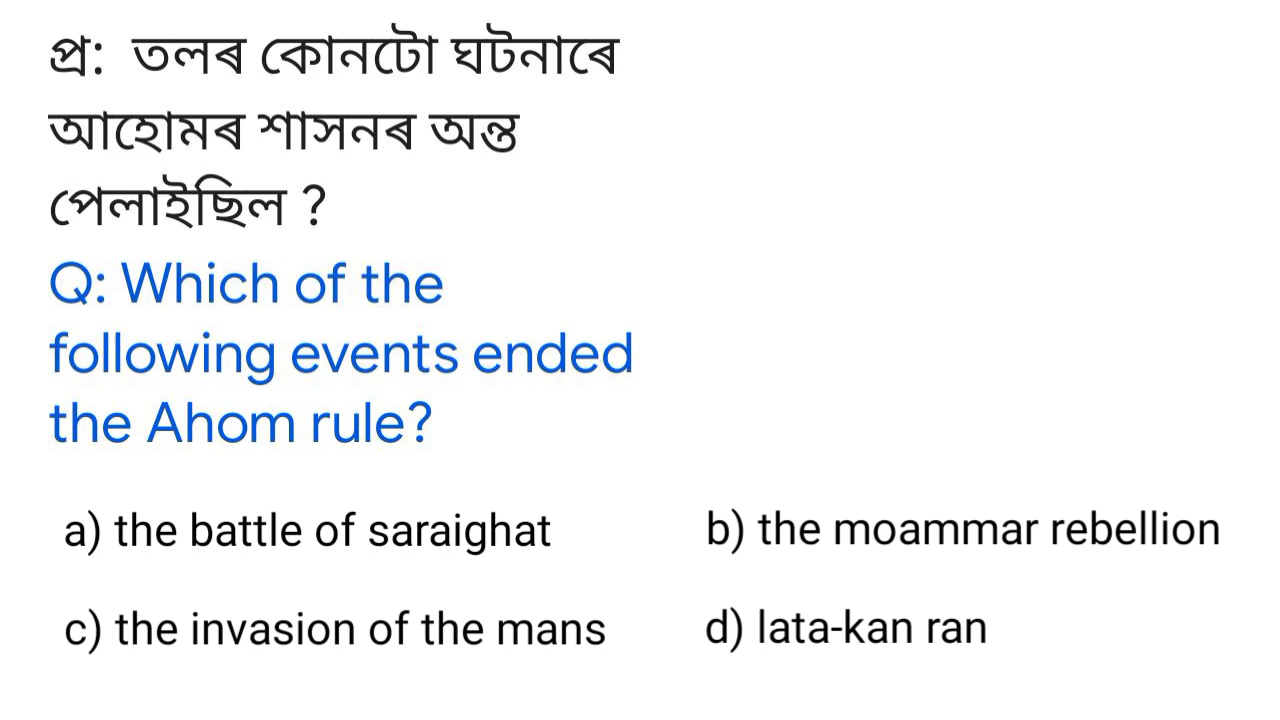 প্ৰ: তলৰ কোনটো ঘটনাৰে
আহোমৰ শাসনৰ অন্ত
পেলাইছিল ?
Q: Which of the
following events ended
the Ahom rule?
a) the battle of saraighat
b) the moammar rebellion
c) the invasion of the mans
d) lata-kan ran